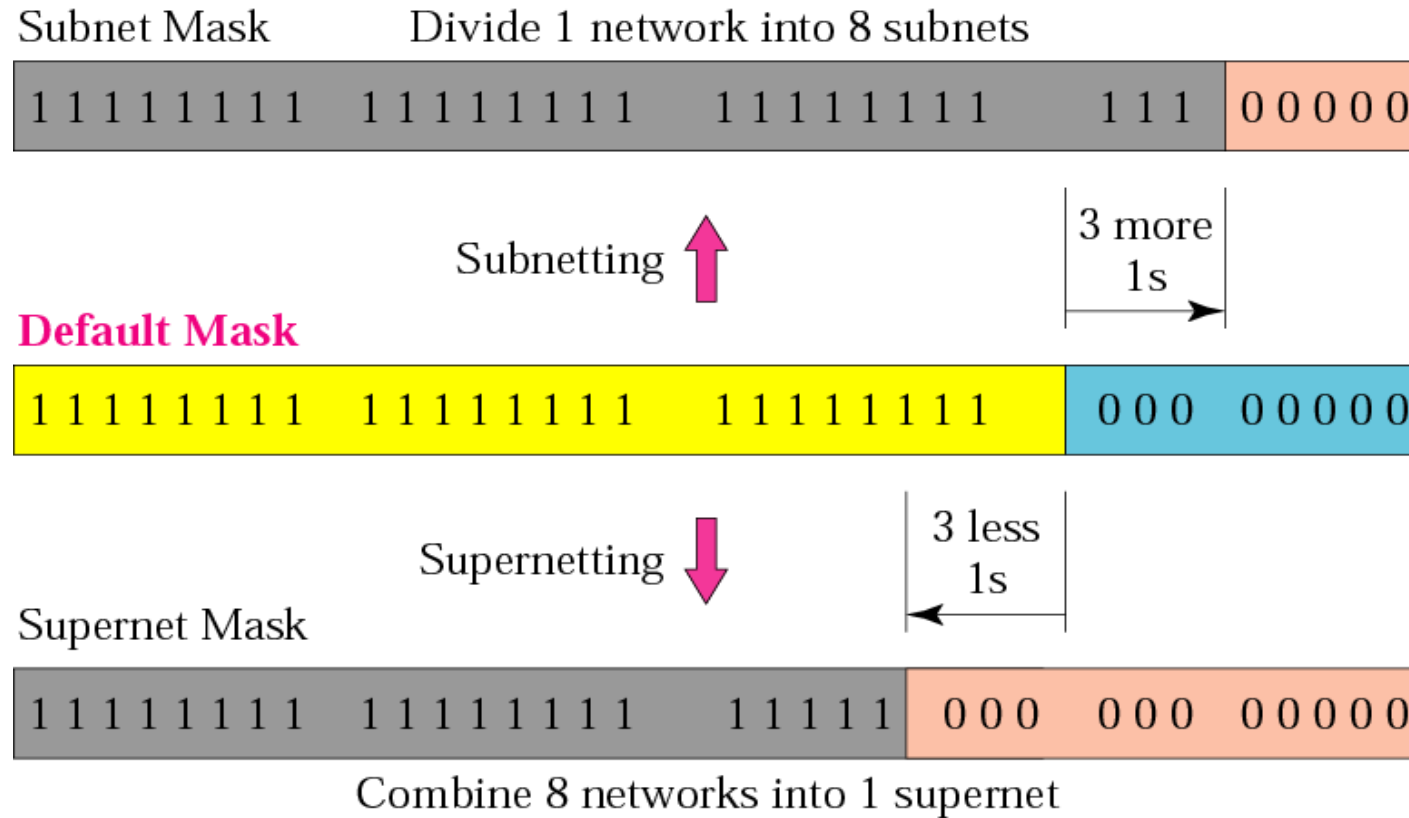 Subnet Mask Divide 1 network into 8 subnets
1 1 1 1 1 1 1 1 1 1 1 1 1 1 1 1 1 1 1 1 1 1 1 1 1 1 1 0 0 0 0 0
Subnetting
3 more
1s
Default Mask
1 1 1 1 1 1 1 1 1 1 1 1 1 1 1 1 1 1 1 1 1 1 1 1 0 0 0 0 0 0 0 0
Supernetting
3 less
1s
Supernet Mask
1 1 1 1 1 1 1 1 1 1 1 1 1 1 1 1 1 1 1 1 1 0 0 0 0 0 0 0 0 0 0 0
Combine 8 networks into 1 supernet